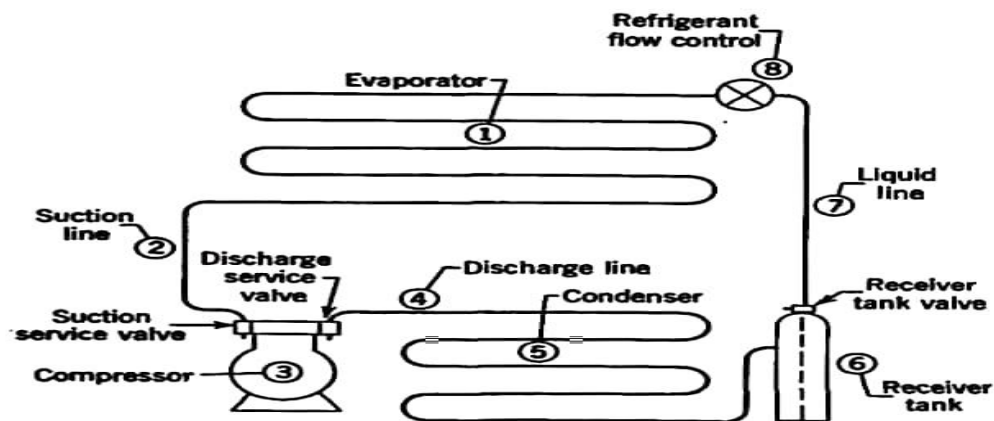 Refrigerant
flow control
8
Evaporator
1
Liquid
line
7
Suction
line
2
Discharge
service
valve
4
Discharge line
Condenser
5
Receiver
tank valve
Suction
service valve
Compressor
3
6
Receiver
tank